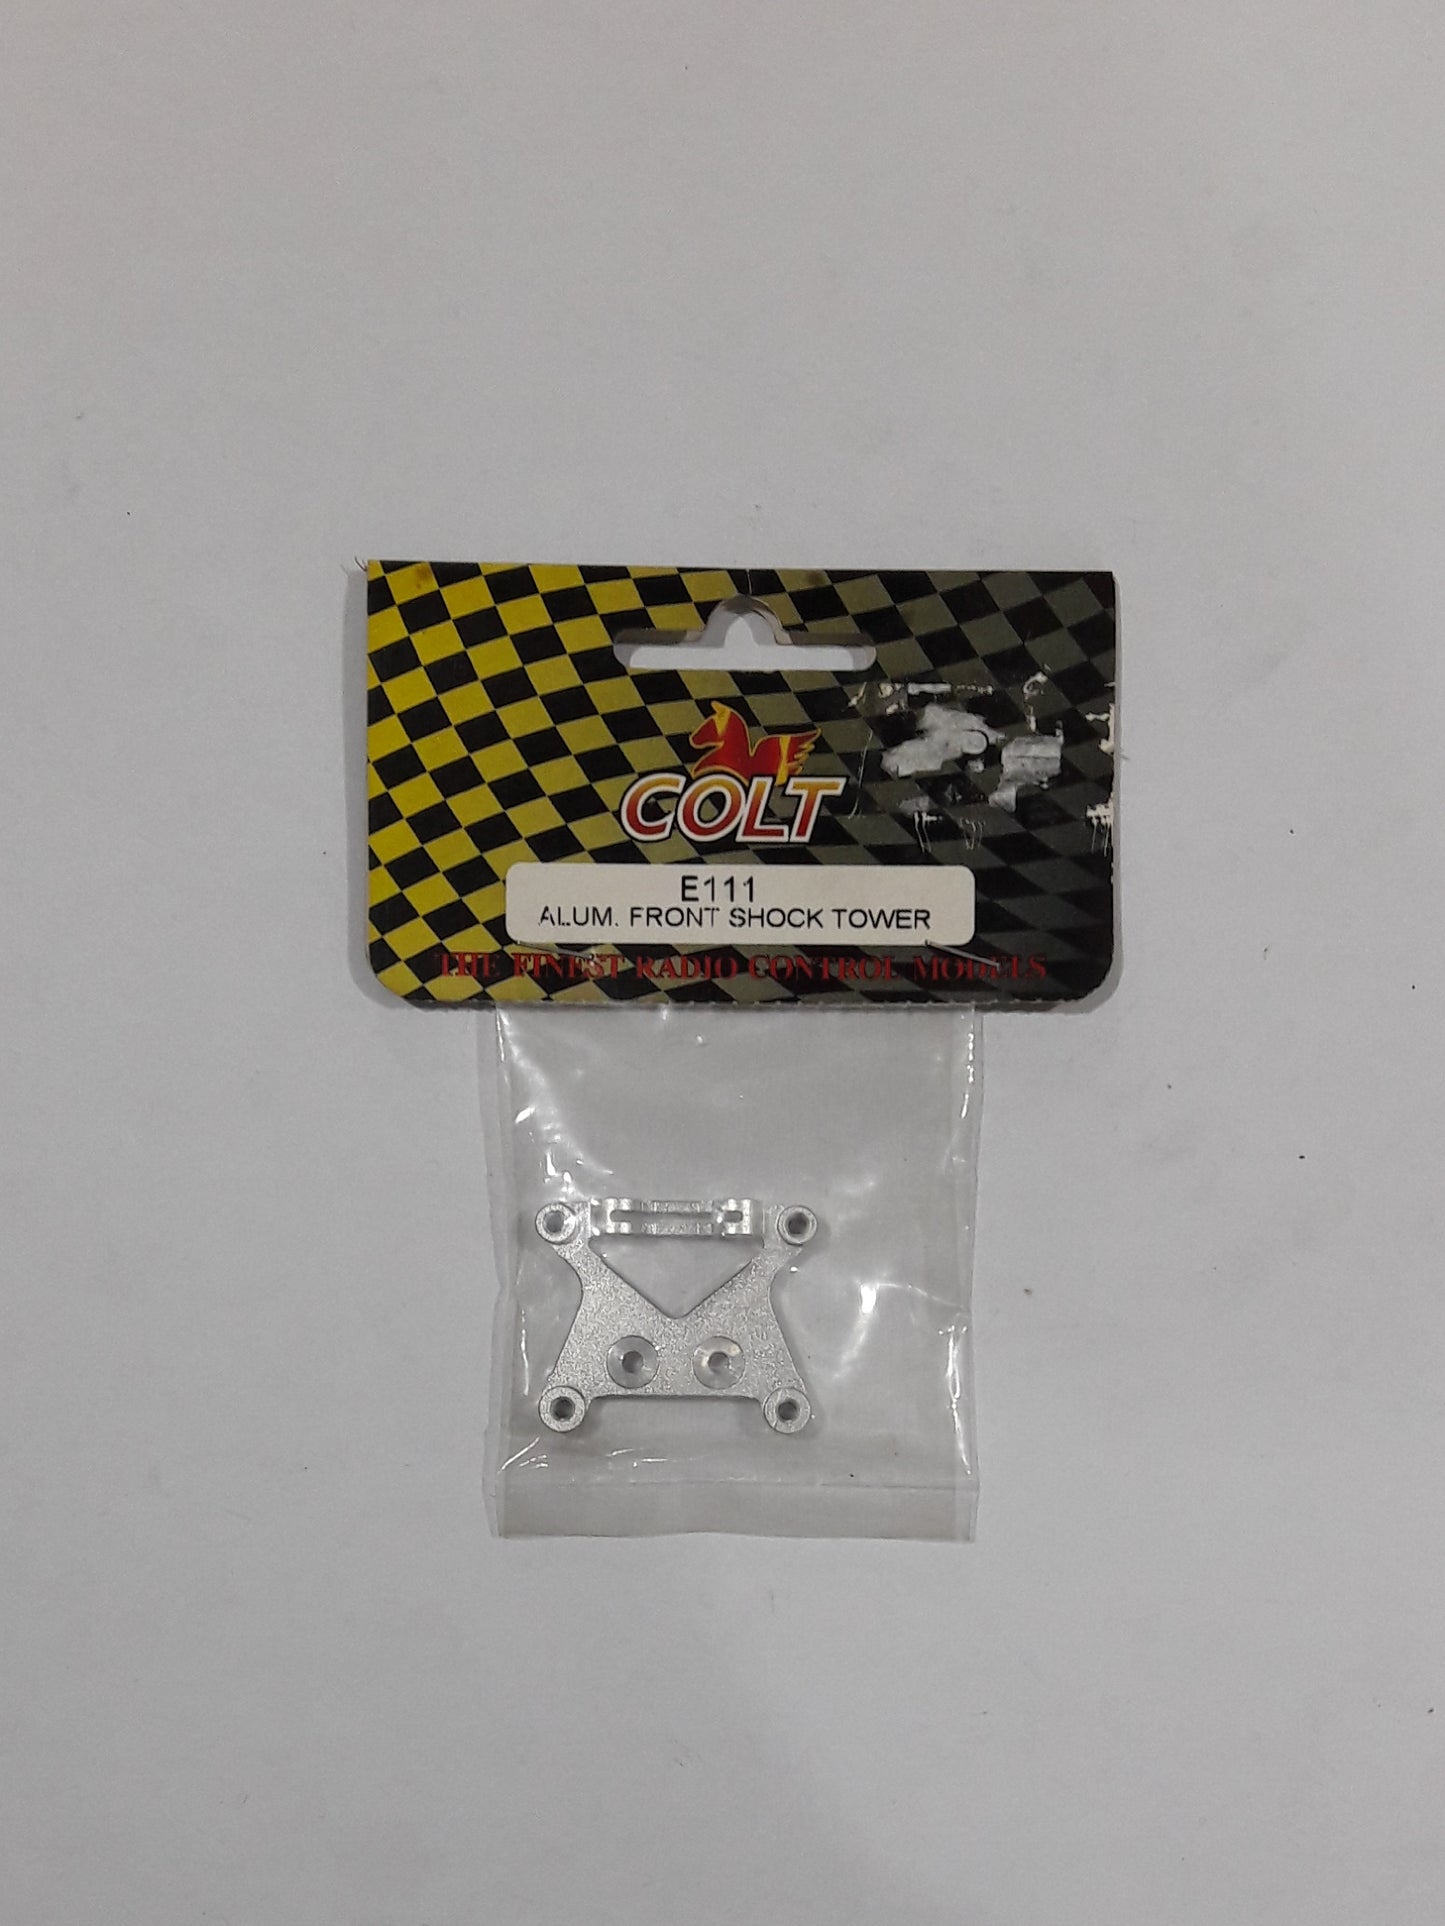 COLT
E111
ALUM. FRONT SHOCK TOWER
THE FINEST RADIO CONTROL MODELS